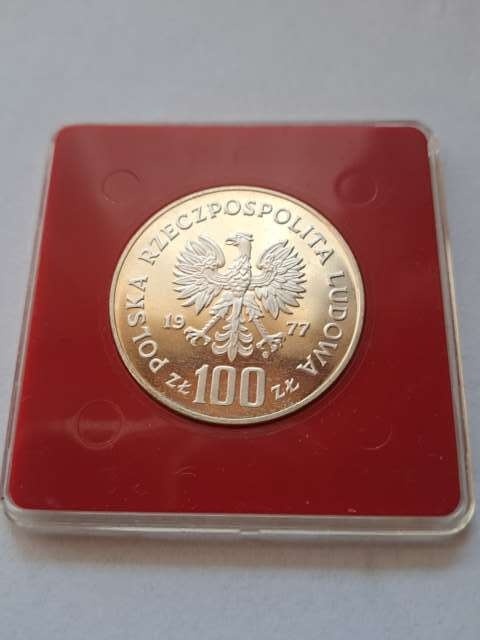 POLSKA RZECZPOSPOLITA LUDOWA
19 77
ZŁ 100 ZŁ